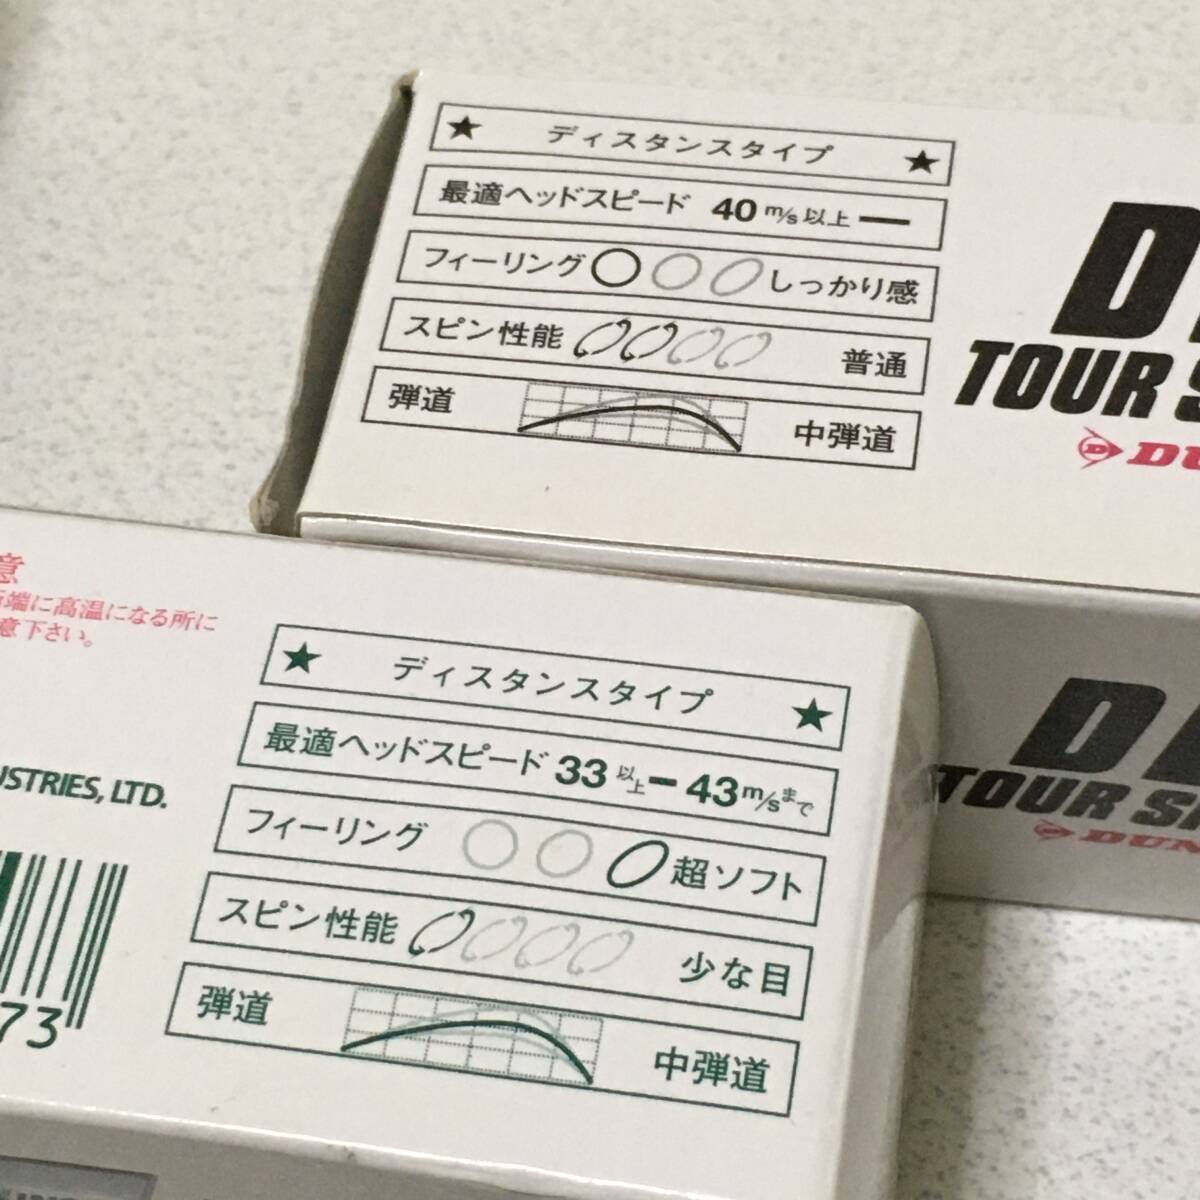 ★ ディスタンスタイプ ★
最適ヘッドスピード 40 m/s 以上 ー
フィーリング しっかり感
スピン性能 普通
弾道 中弾道
TOUR
所端に高温になる所に
意下さい。
★ ディスタンスタイプ ★
最適ヘッドスピード 33 以上 ー 43 m/s まで
フィーリング 超ソフト
スピン性能 少な目
弾道 中弾道
USTRIES, LTD.
73
TOUR